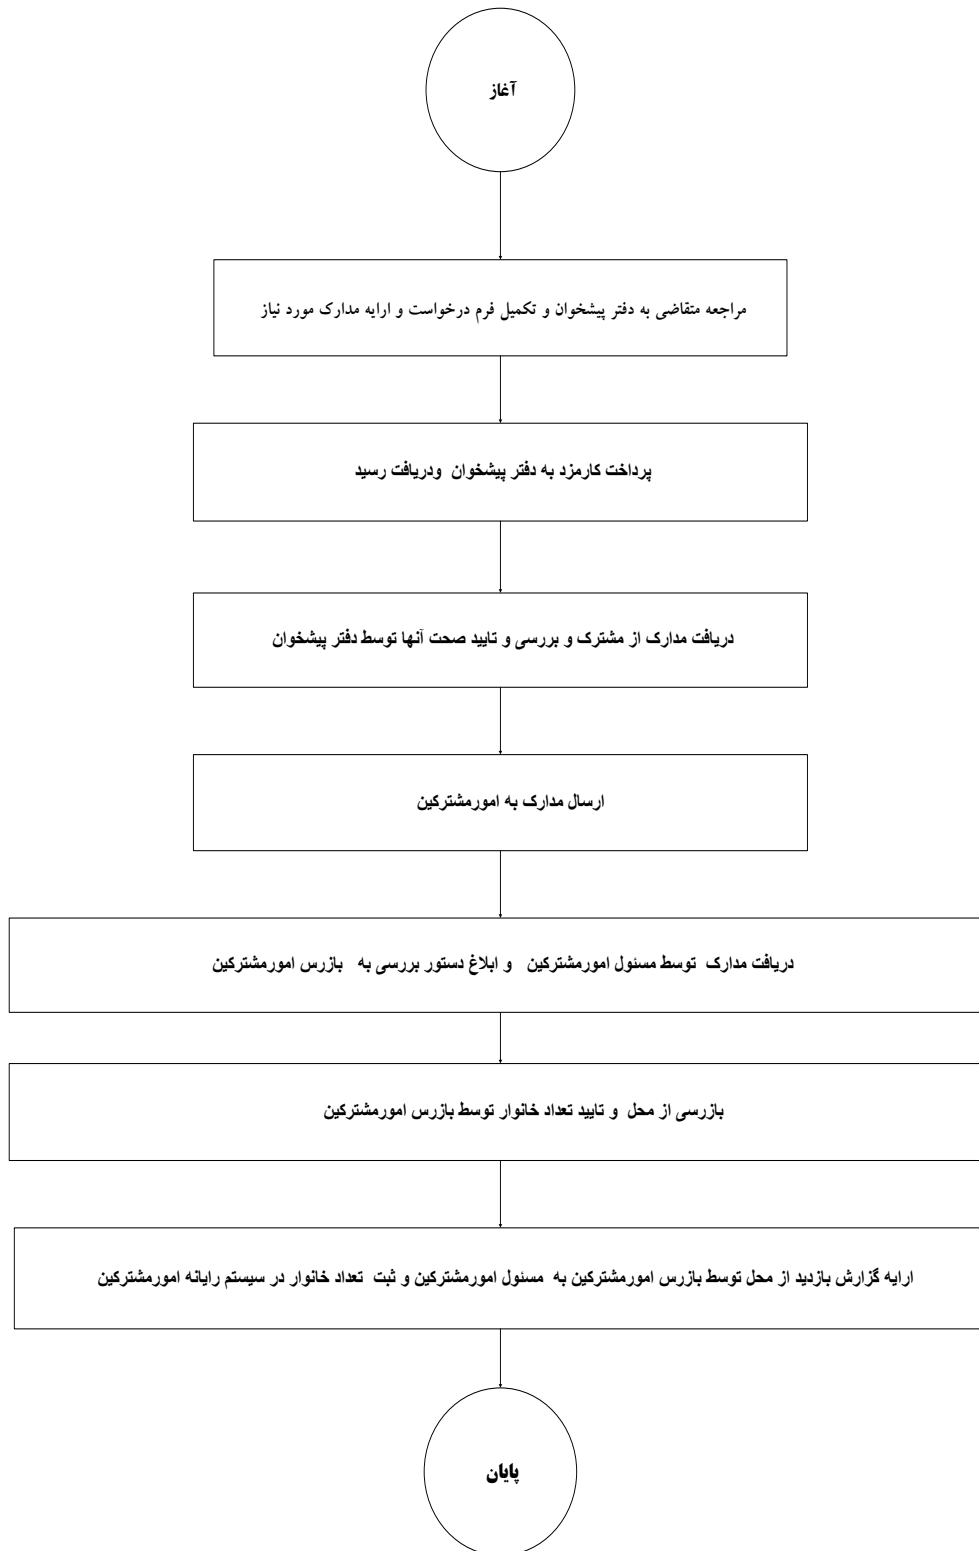 آغاز
مراجعه متقاضی به دفتر پیشخوان و تکمیل فرم درخواست و ارایه مدارک مورد نیاز
پرداخت کارمزد به دفتر پیشخوان ودریافت رسید
دریافت مدارک از مشترک و بررسی و تایید صحت آنها توسط دفتر پیشخوان
ارسال مدارک به امورمشترکین
دریافت مدارک توسط مسئول امورمشترکین و ابلاغ دستور بررسی به بازرس امورمشترکین
بازرسی از محل و تایید تعداد خانوار توسط بازرس امورمشترکین
ارایه گزارش بازدید از محل توسط بازرس امورمشترکین به مسئول امورمشترکین و ثبت تعداد خانوار در سیستم رایانه امورمشترکین
پایان